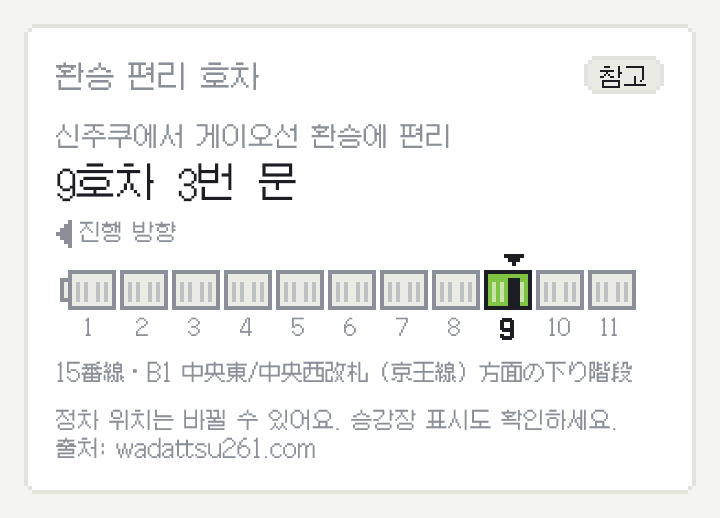 환승 편리 호차
참고
신주쿠에서 게이오선 환승에 편리
9호차 3번 문
진행 방향
1 2 3 4 5 6 7 8 9 10 11
15番線・B1 中央東/中央西改札（京王線）方面の下り階段
정차 위치는 바뀔 수 있어요. 승강장 표시도 확인하세요.
출처: wadattsu261.com